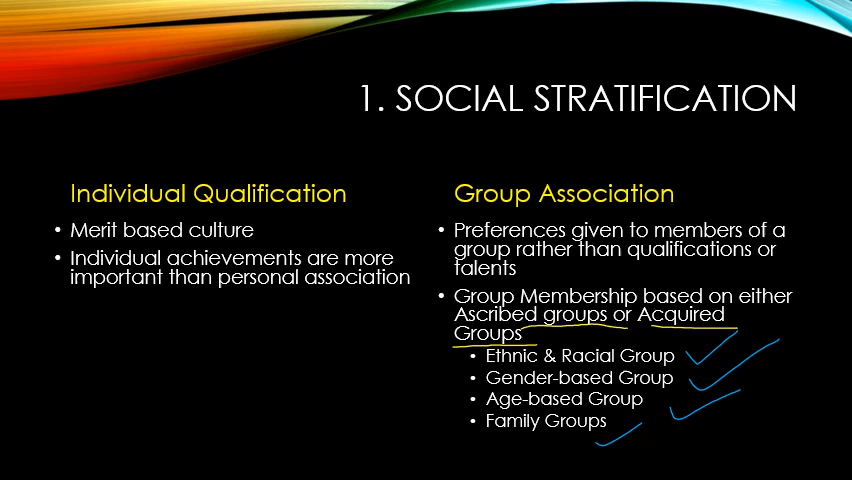 1. SOCIAL STRATIFICATION
Individual Qualification
• Merit based culture
• Individual achievements are more
important than personal association
Group Association
• Preferences given to members of a
group rather than qualifications or
talents
• Group Membership based on either
Ascribed groups or Acquired
Groups
• Ethnic & Racial Group
• Gender-based Group
• Age-based Group
• Family Groups